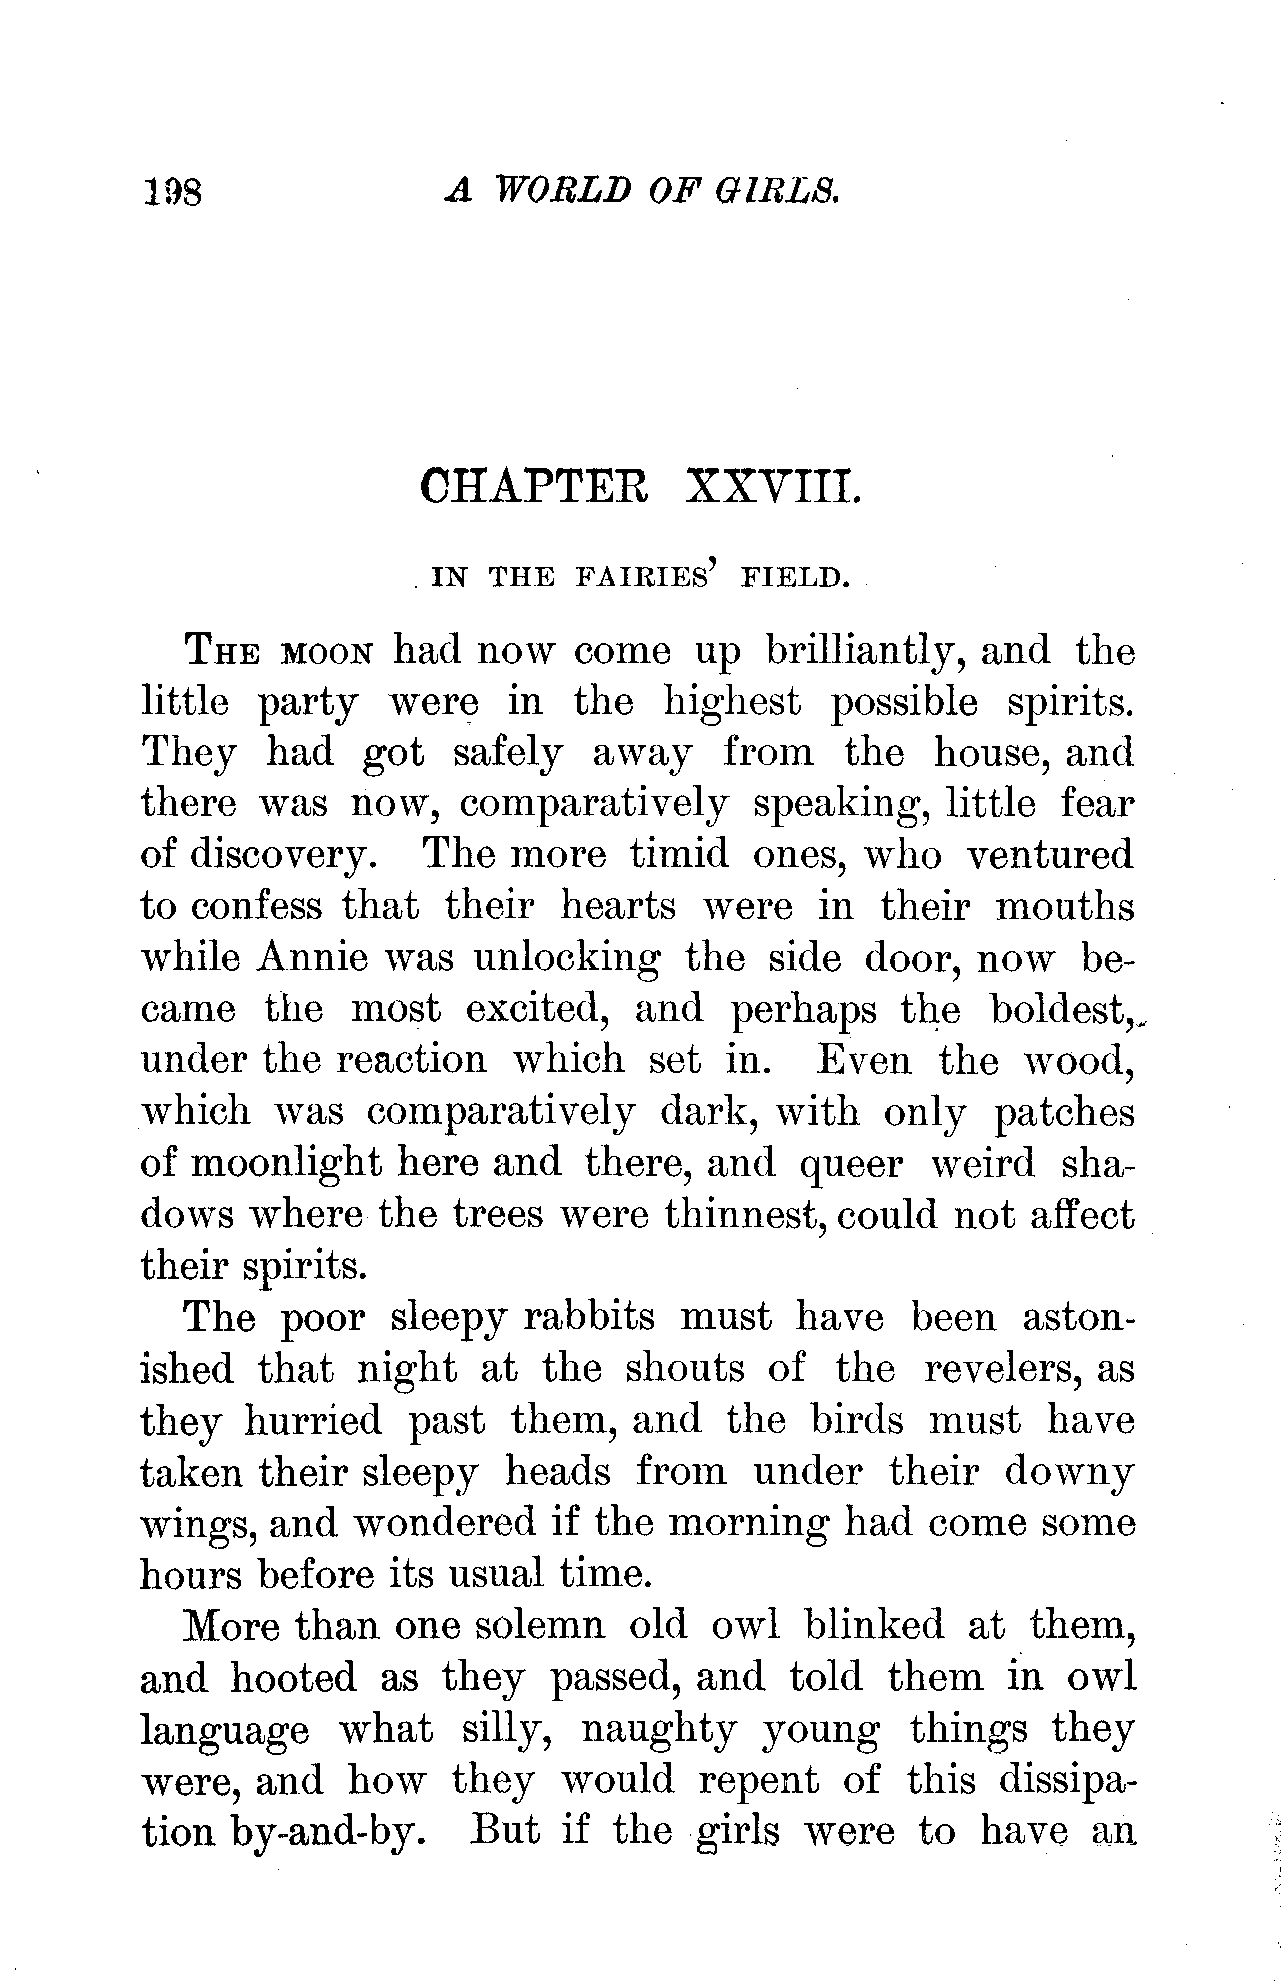 198 A WORLD OF GIRLS.
CHAPTER XXVIII.
IN THE FAIRIES' FIELD.
THE MOON had now come up brilliantly, and the
little party were in the highest possible spirits.
They had got safely away from the house, and
there was now, comparatively speaking, little fear
of discovery. The more timid ones, who ventured
to confess that their hearts were in their mouths
while Annie was unlocking the side door, now be-
came the most excited, and perhaps the boldest,
under the reaction which set in. Even the wood,
which was comparatively dark, with only patches
of moonlight here and there, and queer weird sha-
dows where the trees were thinnest, could not affect
their spirits.
The poor sleepy rabbits must have been aston-
ished that night at the shouts of the revelers, as
they hurried past them, and the birds must have
taken their sleepy heads from under their downy
wings, and wondered if the morning had come some
hours before its usual time.
More than one solemn old owl blinked at them,
and hooted as they passed, and told them in owl
language what silly, naughty young things they
were, and how they would repent of this dissipa-
tion by-and-by. But if the girls were to have an